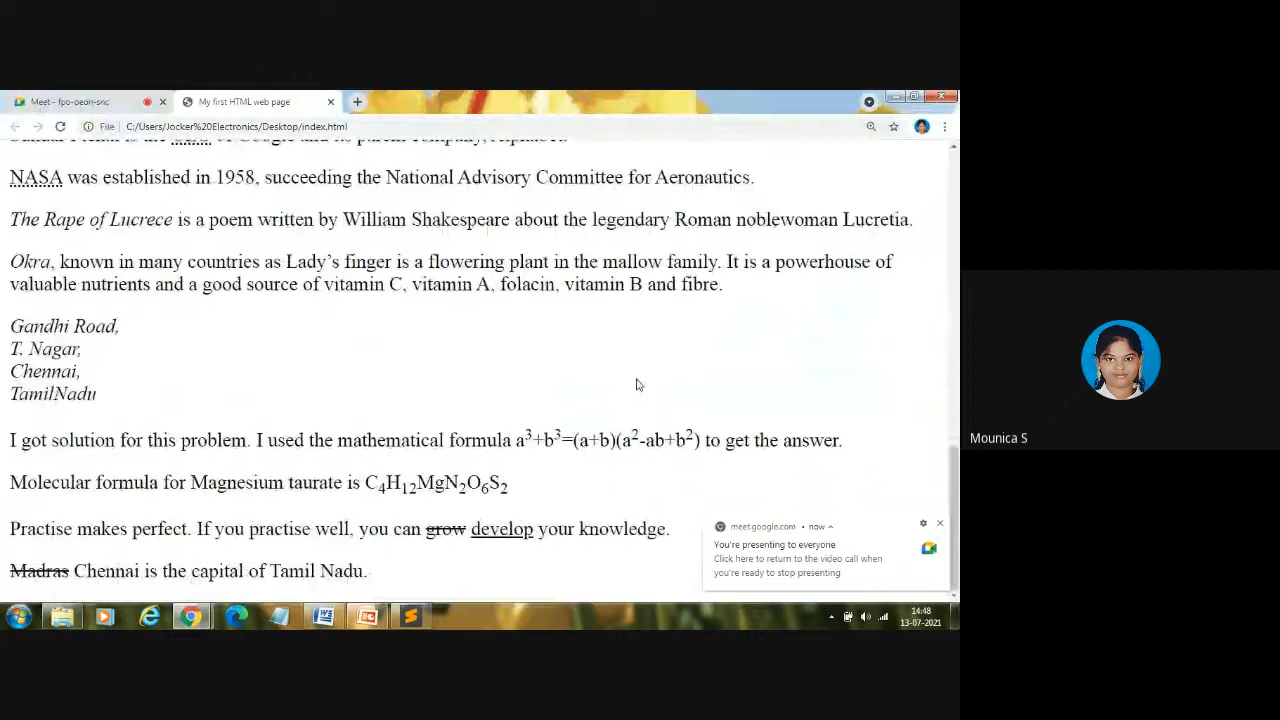 Meet - fpo-oeon-snc
My first HTML web page
File C:/Users/Jocker%20Electronics/Desktop/index.html
NASA was established in 1958, succeeding the National Advisory Committee for Aeronautics.
The Rape of Lucrece is a poem written by William Shakespeare about the legendary Roman noblewoman Lucretia.
Okra, known in many countries as Lady’s finger is a flowering plant in the mallow family. It is a powerhouse of
valuable nutrients and a good source of vitamin C, vitamin A, folacin, vitamin B and fibre.
Gandhi Road,
T. Nagar,
Chennai,
TamilNadu
I got solution for this problem. I used the mathematical formula a³+b³=(a+b)(a²-ab+b²) to get the answer.
Molecular formula for Magnesium taurate is C₄H₁₂MgN₂O₆S₂
Practise makes perfect. If you practise well, you can grow develop your knowledge.
Madras Chennai is the capital of Tamil Nadu.
meet.google.com • now
You're presenting to everyone
Click here to return to the video call when
you're ready to stop presenting
14:48
13-07-2021
Mounica S